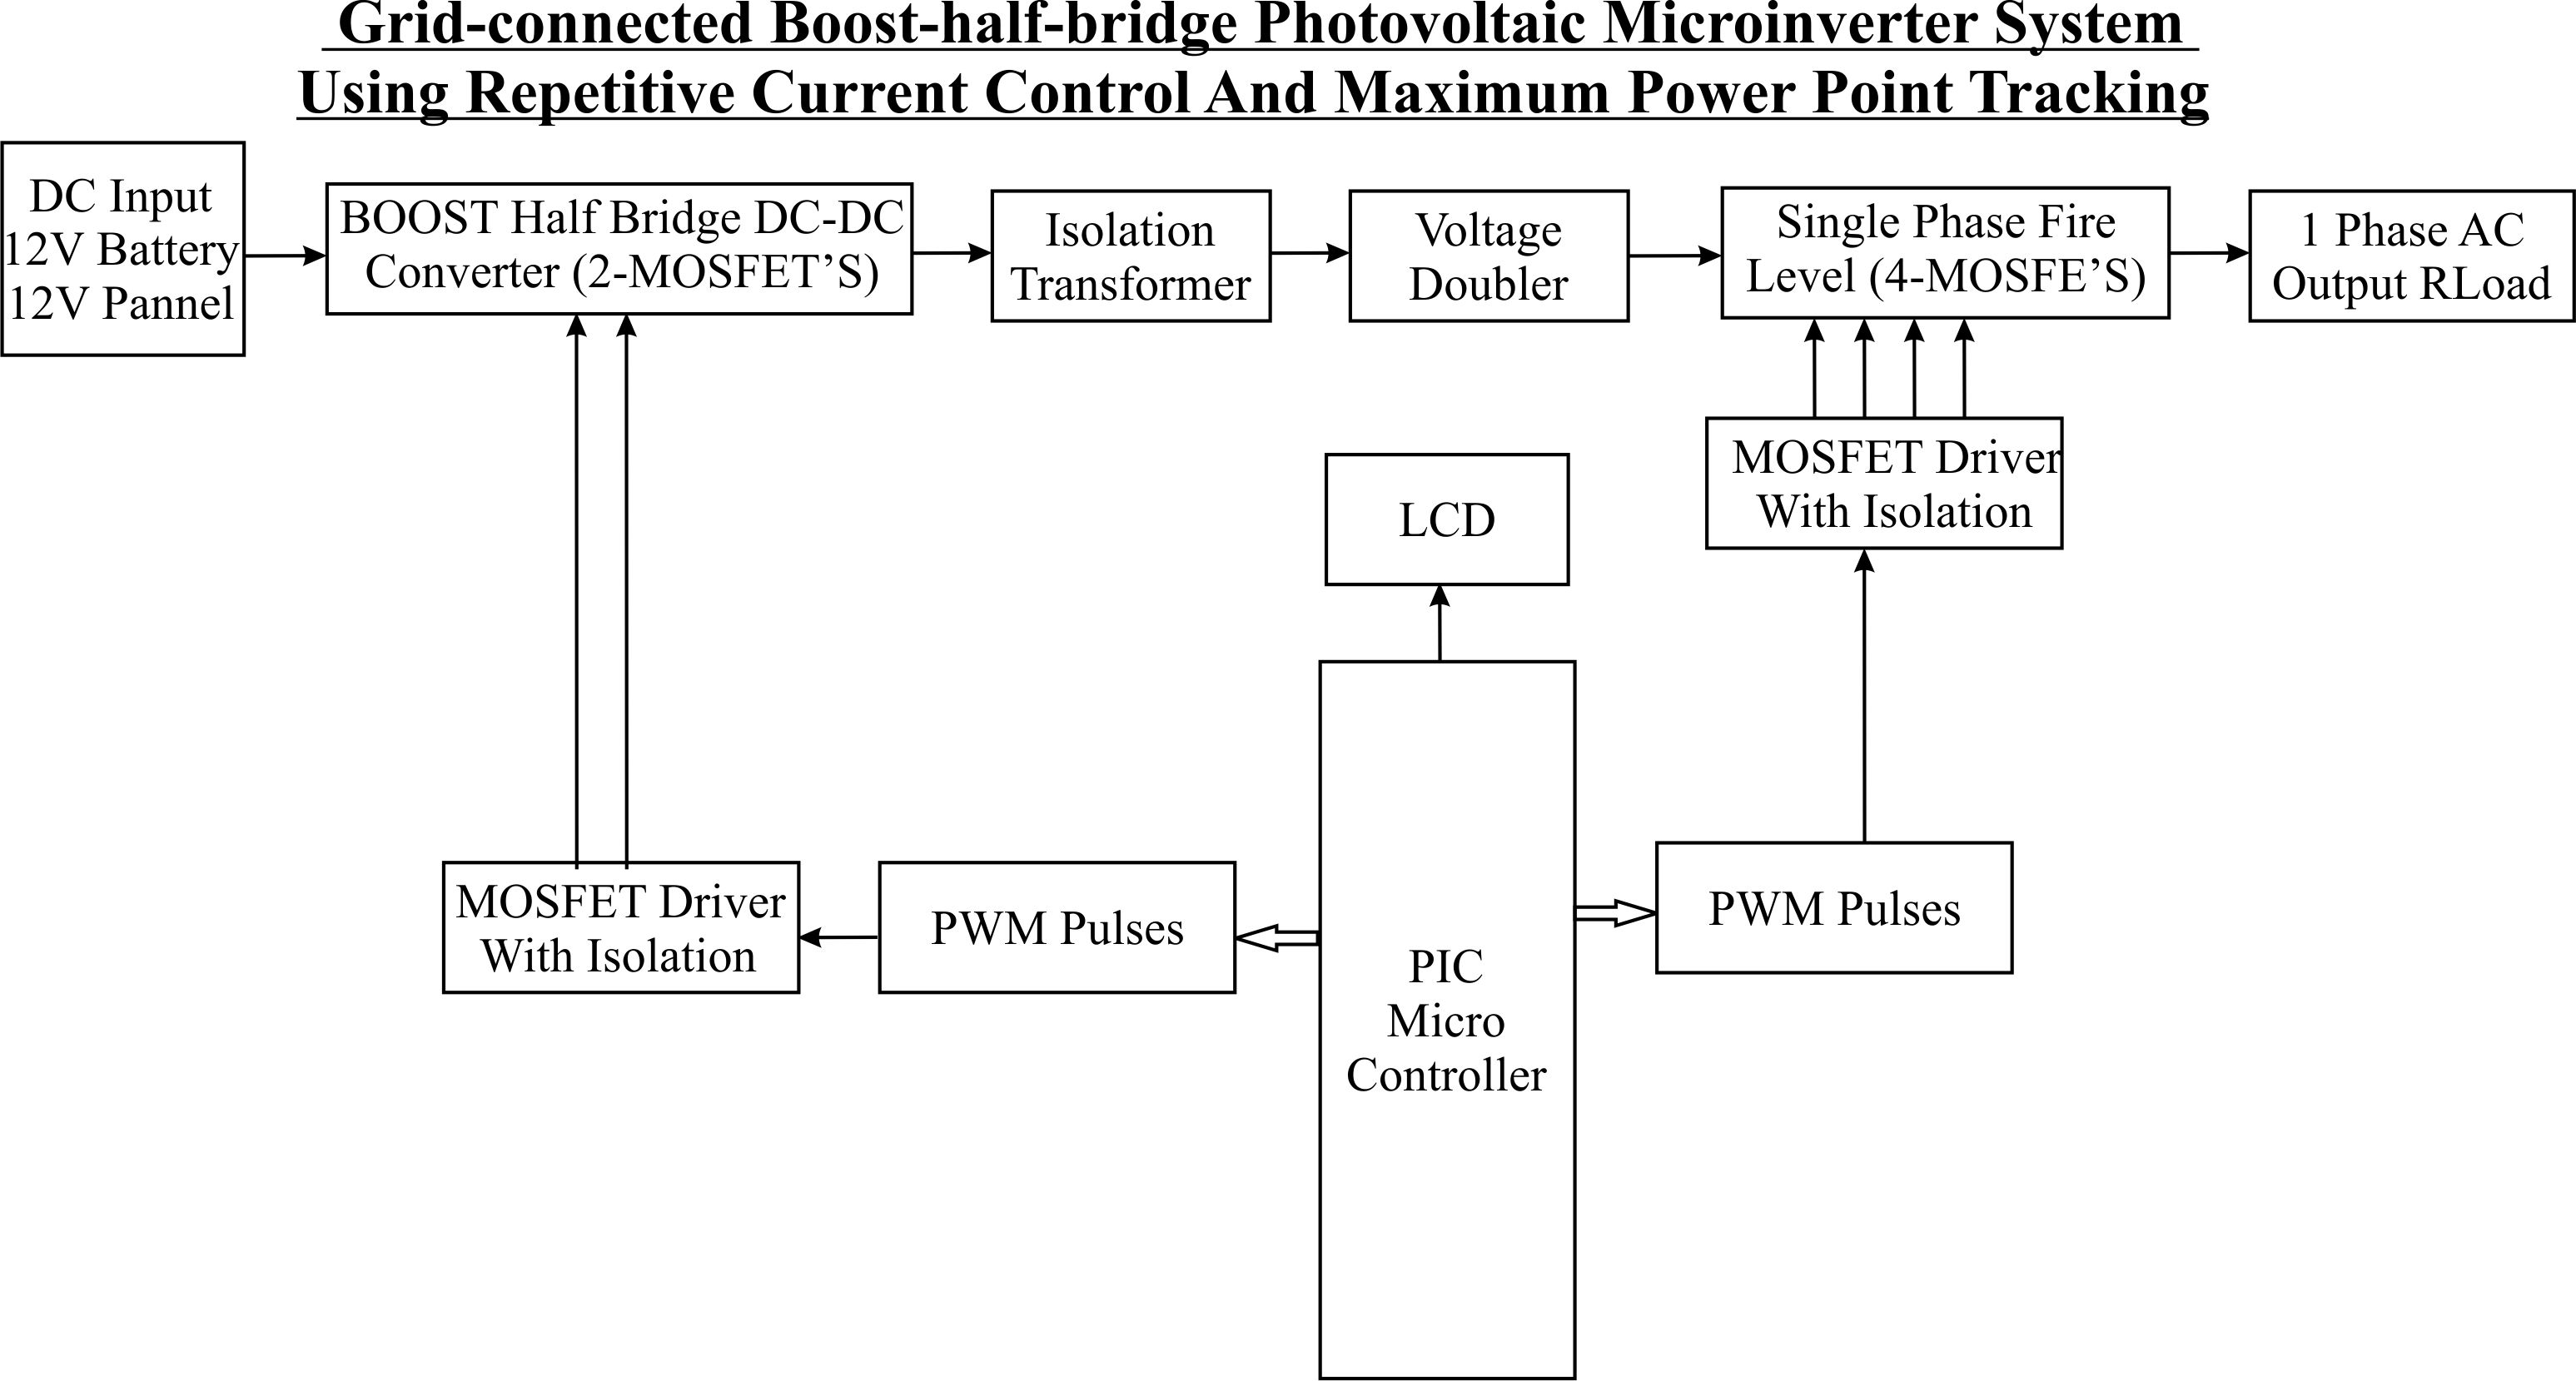 Grid-connected Boost-half-bridge Photovoltaic Microinverter System
Using Repetitive Current Control And Maximum Power Point Tracking
DC Input
12V Battery
12V Pannel
BOOST Half Bridge DC-DC
Converter (2-MOSFET'S)
Isolation
Transformer
Voltage
Doubler
Single Phase Fire
Level (4-MOSFE'S)
1 Phase AC
Output RLoad
MOSFET Driver
With Isolation
LCD
MOSFET Driver
With Isolation
PWM Pulses
PIC
Micro
Controller
PWM Pulses